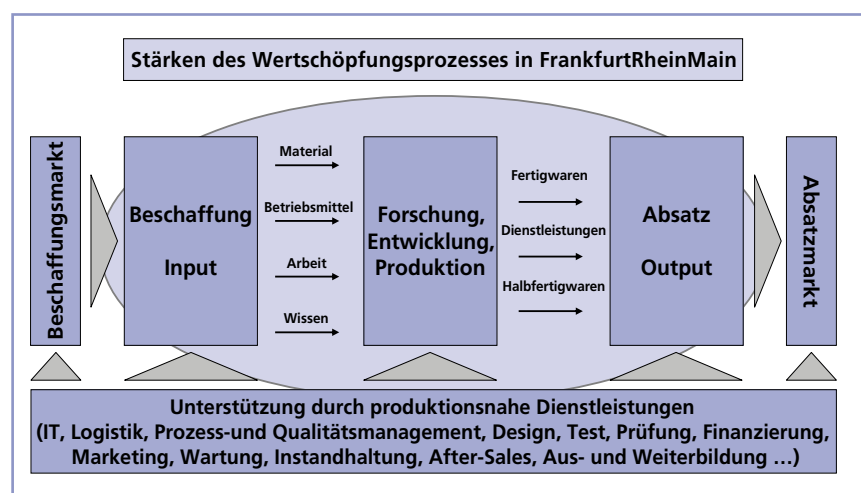 Stärken des Wertschöpfungsprozesses in FrankfurtRheinMain
Beschaffungsmarkt
Beschaffung
Input
Material
Betriebsmittel
Arbeit
Wissen
Forschung,
Entwicklung,
Produktion
Fertigwaren
Dienstleistungen
Halbfertigwaren
Absatz
Output
Absatzmarkt
Unterstützung durch produktionsnahe Dienstleistungen
(IT, Logistik, Prozess-und Qualitätsmanagement, Design, Test, Prüfung, Finanzierung,
Marketing, Wartung, Instandhaltung, After-Sales, Aus- und Weiterbildung ...)